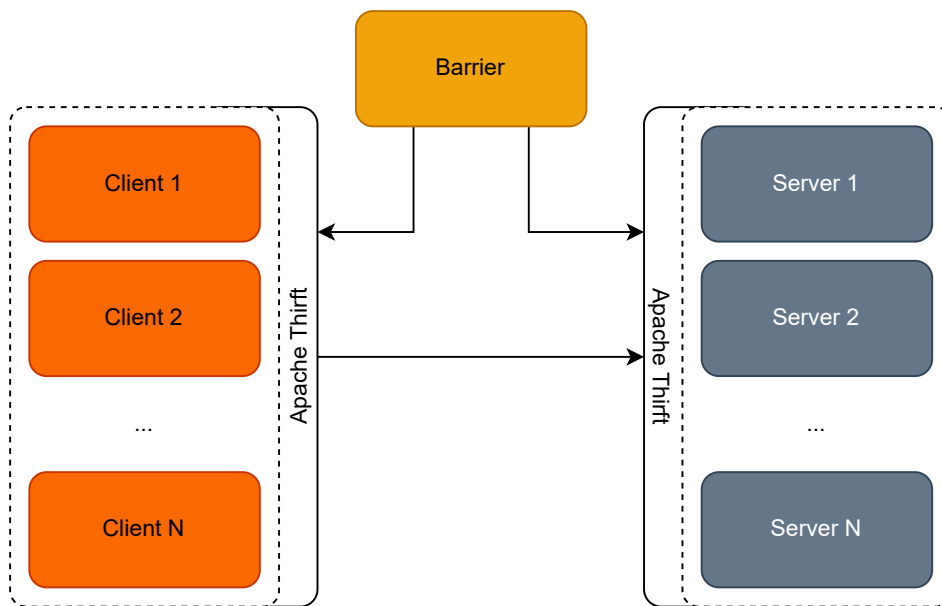 Barrier
Client 1
Client 2
...
Client N
Apache Thirft
Apache Thirft
Server 1
Server 2
...
Server N